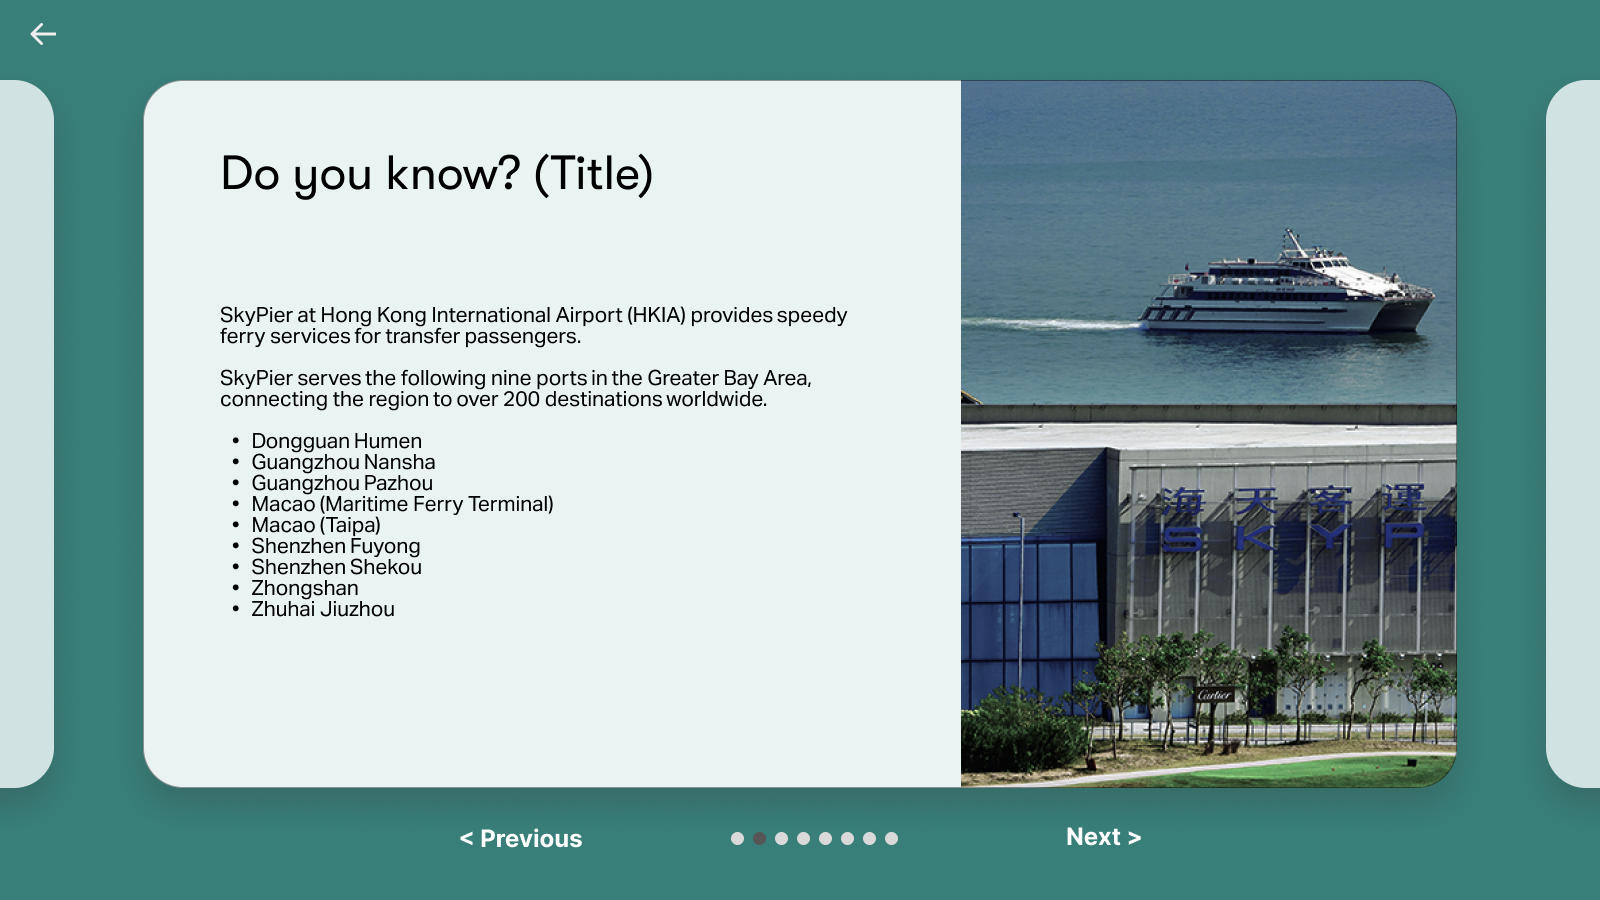 Do you know? (Title)
SkyPier at Hong Kong International Airport (HKIA) provides speedy
ferry services for transfer passengers.
SkyPier serves the following nine ports in the Greater Bay Area,
connecting the region to over 200 destinations worldwide.
• Dongguan Humen
• Guangzhou Nansha
• Guangzhou Pazhou
• Macao (Maritime Ferry Terminal)
• Macao (Taipa)
• Shenzhen Fuyong
• Shenzhen Shekou
• Zhongshan
• Zhuhai Jiuzhou
海天客運
SKYP
Cartier
< Previous
Next >